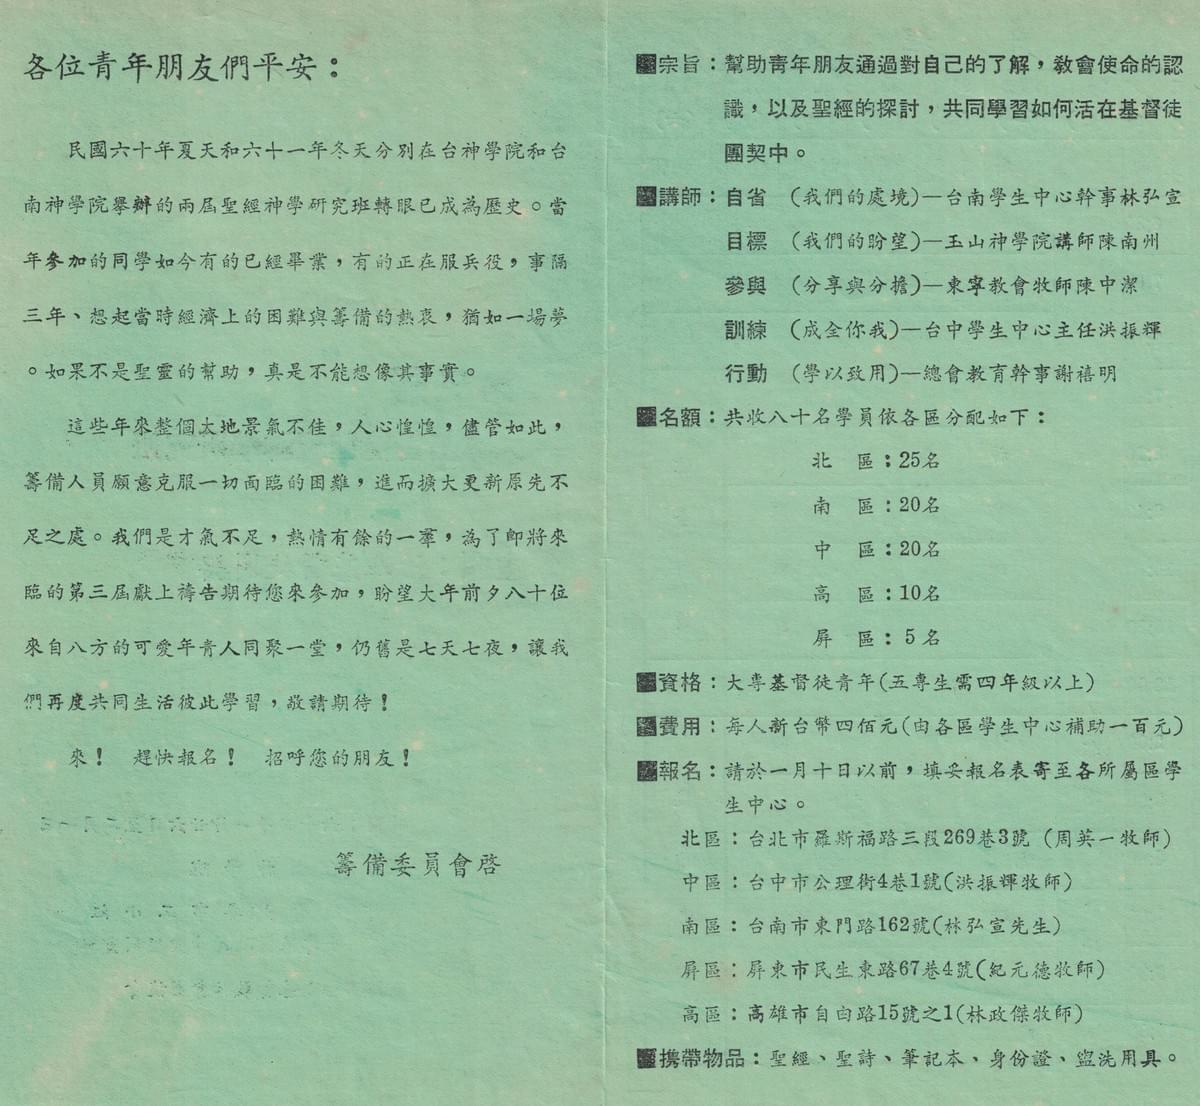 各位青年朋友們平安：
民國六十年夏天和六十一年冬天分別在台神學院和台
南神學院舉辦的兩屆聖經神學研究班轉眼已成為歷史。當
年參加的同學如今有的已經畢業，有的正在服兵役，事隔
三年、想起當時經濟上的困難與籌備的熱衷，猶如一場夢
。如果不是聖靈的幫助，真是不能想像其事實。
這些年來整個大地景氣不佳，人心惶惶，儘管如此，
籌備人員願意克服一切面臨的困難，進而擴大更新原先不
足之處。我們是才氣不足，熱情有餘的一羣，為了即將來
臨的第三屆獻上禱告期待您來參加，盼望大年前夕八十位
來自八方的可愛年青人同聚一堂，仍舊是七天七夜，讓我
們再度共同生活彼此學習，敬請期待！
來！　趕快報名！　招呼您的朋友！
籌備委員會啓
宗旨：幫助青年朋友通過對自己的了解，教會使命的認
識，以及聖經的探討，共同學習如何活在基督徒
團契中。
講師：自省　（我們的處境）—台南學生中心幹事林弘宣
目標　（我們的盼望）—玉山神學院講師陳南州
參與　（分享與分擔）—東寧教會牧師陳中潔
訓練　（成全你我）—台中學生中心主任洪振輝
行動　（學以致用）—總會教育幹事謝禧明
名額：共收八十名學員依各區分配如下：
北　區：25名
南　區：20名
中　區：20名
高　區：10名
屏　區：5名
資格：大專基督徒青年（五專生需四年級以上）
費用：每人新台幣四佰元（由各區學生中心補助一百元）
報名：請於一月十日以前，填妥報名表寄至各所屬區學
生中心。
北區：台北市羅斯福路三段269巷3號（周英一牧師）
中區：台中市公理街4巷1號（洪振輝牧師）
南區：台南市東門路162號（林弘宣先生）
屏區：屏東市民生東路67巷4號（紀元德牧師）
高區：高雄市自由路15號之1（林政傑牧師）
携帶物品：聖經、聖詩、筆記本、身份證、盥洗用具。